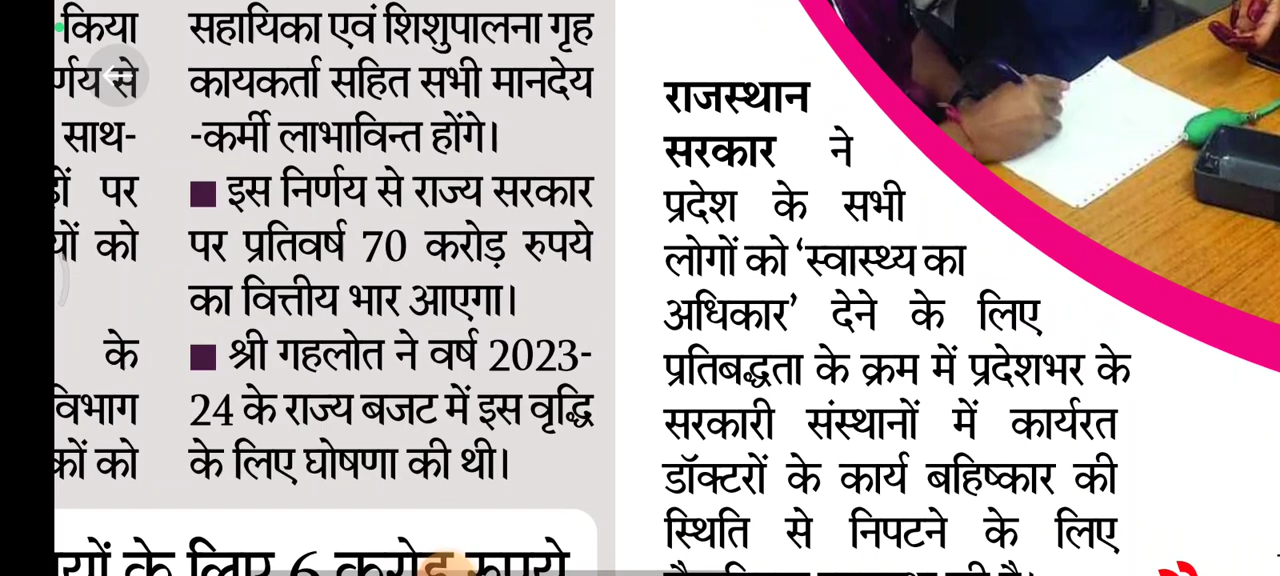 किया
से
साथ-
पर
को
के
विभाग
को
सहायिका एवं शिशुपालना गृह
कायकर्ता सहित सभी मानदेय
-कर्मी लाभाविन्त होंगे।
इस निर्णय से राज्य सरकार
पर प्रतिवर्ष 70 करोड़ रुपये
का वित्तीय भार आएगा।
श्री गहलोत ने वर्ष 2023-
24 के राज्य बजट में इस वृद्धि
के लिए घोषणा की थी।
के लिए 6 करोड़ रुपये
राजस्थान
सरकार ने
प्रदेश के सभी
लोगों को ‘स्वास्थ्य का
अधिकार’ देने के लिए
प्रतिबद्धता के क्रम में प्रदेशभर के
सरकारी संस्थानों में कार्यरत
डॉक्टरों के कार्य बहिष्कार की
स्थिति से निपटने के लिए